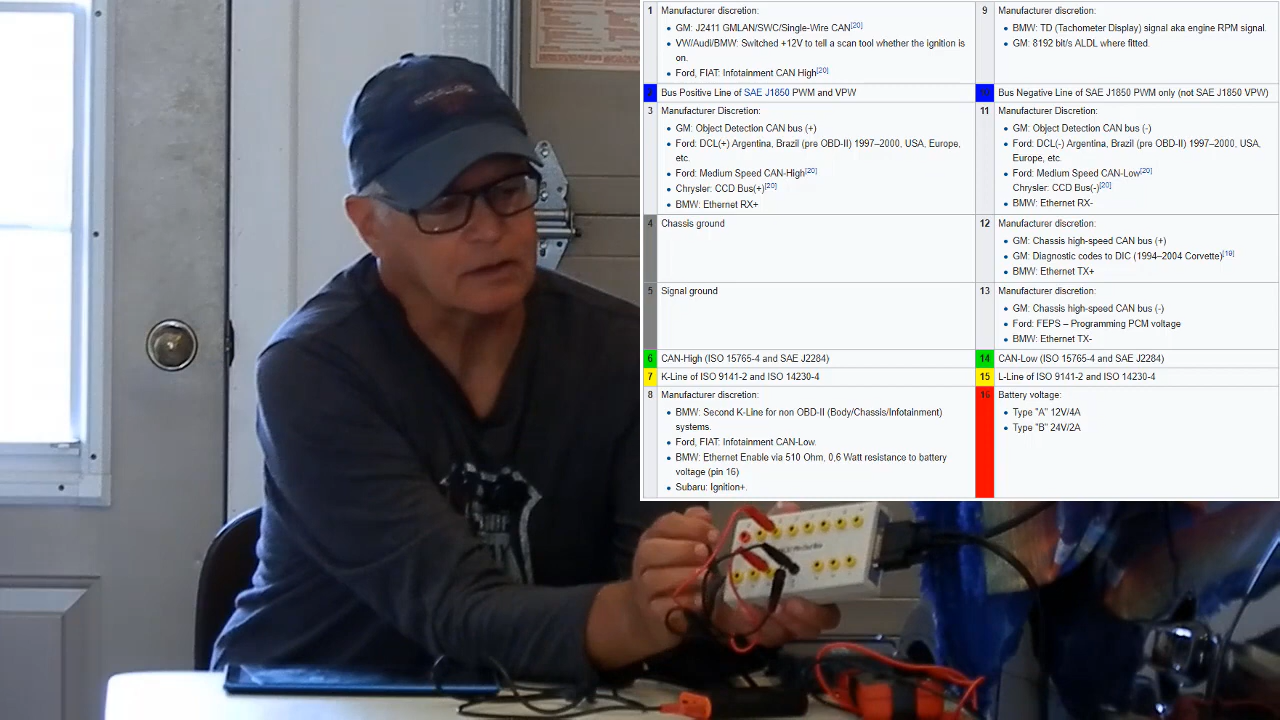 1 Manufacturer discretion:
GM: J2411 GMLAN/SWC/Single-Wire CAN[20]
VW/Audi/BMW: Switched +12V to tell a scan tool whether the ignition is
on.
Ford, FIAT: Infotainment CAN High[20]
9 Manufacturer discretion:
BMW: TD (Tachometer Display) signal aka engine RPM signal.
GM: 8192 bit/s ALDL where fitted.
2 Bus Positive Line of SAE J1850 PWM and VPW
10 Bus Negative Line of SAE J1850 PWM only (not SAE J1850 VPW)
3 Manufacturer Discretion:
GM: Object Detection CAN bus (+)
Ford: DCL(+) Argentina, Brazil (pre OBD-II) 1997–2000, USA, Europe,
etc.
Ford: Medium Speed CAN-High[20]
Chrysler: CCD Bus(+)[20]
BMW: Ethernet RX+
11 Manufacturer Discretion:
GM: Object Detection CAN bus (-)
Ford: DCL(-) Argentina, Brazil (pre OBD-II) 1997–2000, USA,
Europe, etc.
Ford: Medium Speed CAN-Low[20]
Chrysler: CCD Bus(-)[20]
BMW: Ethernet RX-
4 Chassis ground
12 Manufacturer discretion:
GM: Chassis high-speed CAN bus (+)
GM: Diagnostic codes to DIC (1994–2004 Corvette)[19]
BMW: Ethernet TX+
5 Signal ground
13 Manufacturer discretion:
GM: Chassis high-speed CAN bus (-)
Ford: FEPS – Programming PCM voltage
BMW: Ethernet TX-
6 CAN-High (ISO 15765-4 and SAE J2284)
14 CAN-Low (ISO 15765-4 and SAE J2284)
7 K-Line of ISO 9141-2 and ISO 14230-4
15 L-Line of ISO 9141-2 and ISO 14230-4
8 Manufacturer discretion:
BMW: Second K-Line for non OBD-II (Body/Chassis/Infotainment)
systems.
Ford, FIAT: Infotainment CAN-Low.
BMW: Ethernet Enable via 510 Ohm, 0,6 Watt resistance to battery
voltage (pin 16)
Subaru: Ignition+.
16 Battery voltage:
Type "A" 12V/4A
Type "B" 24V/2A